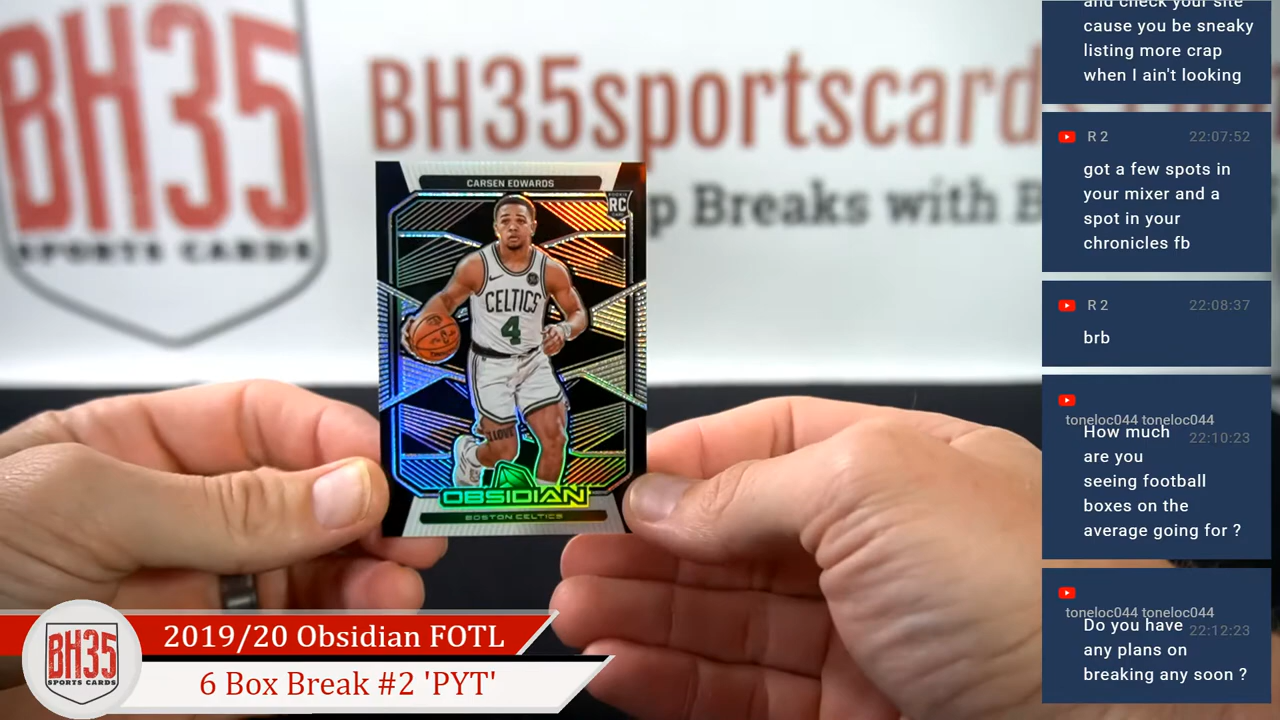 BH35
SPORTS CARDS
BH35sportscard
p Breaks with B
CARSEN EDWARDS
RC
CELTICS
4
OBSIDIAN
BOSTON CELTICS
2019/20 Obsidian FOTL
6 Box Break #2 'PYT'
BH35
SPORTS CARDS
and check your site
cause you be sneaky
listing more crap
when I ain't looking
R 2 22:07:52
got a few spots in
your mixer and a
spot in your
chronicles fb
R 2 22:08:37
brb
toneloc044 toneloc044
How much 22:10:23
are you
seeing football
boxes on the
average going for ?
toneloc044 toneloc044
Do you have 22:12:23
any plans on
breaking any soon ?